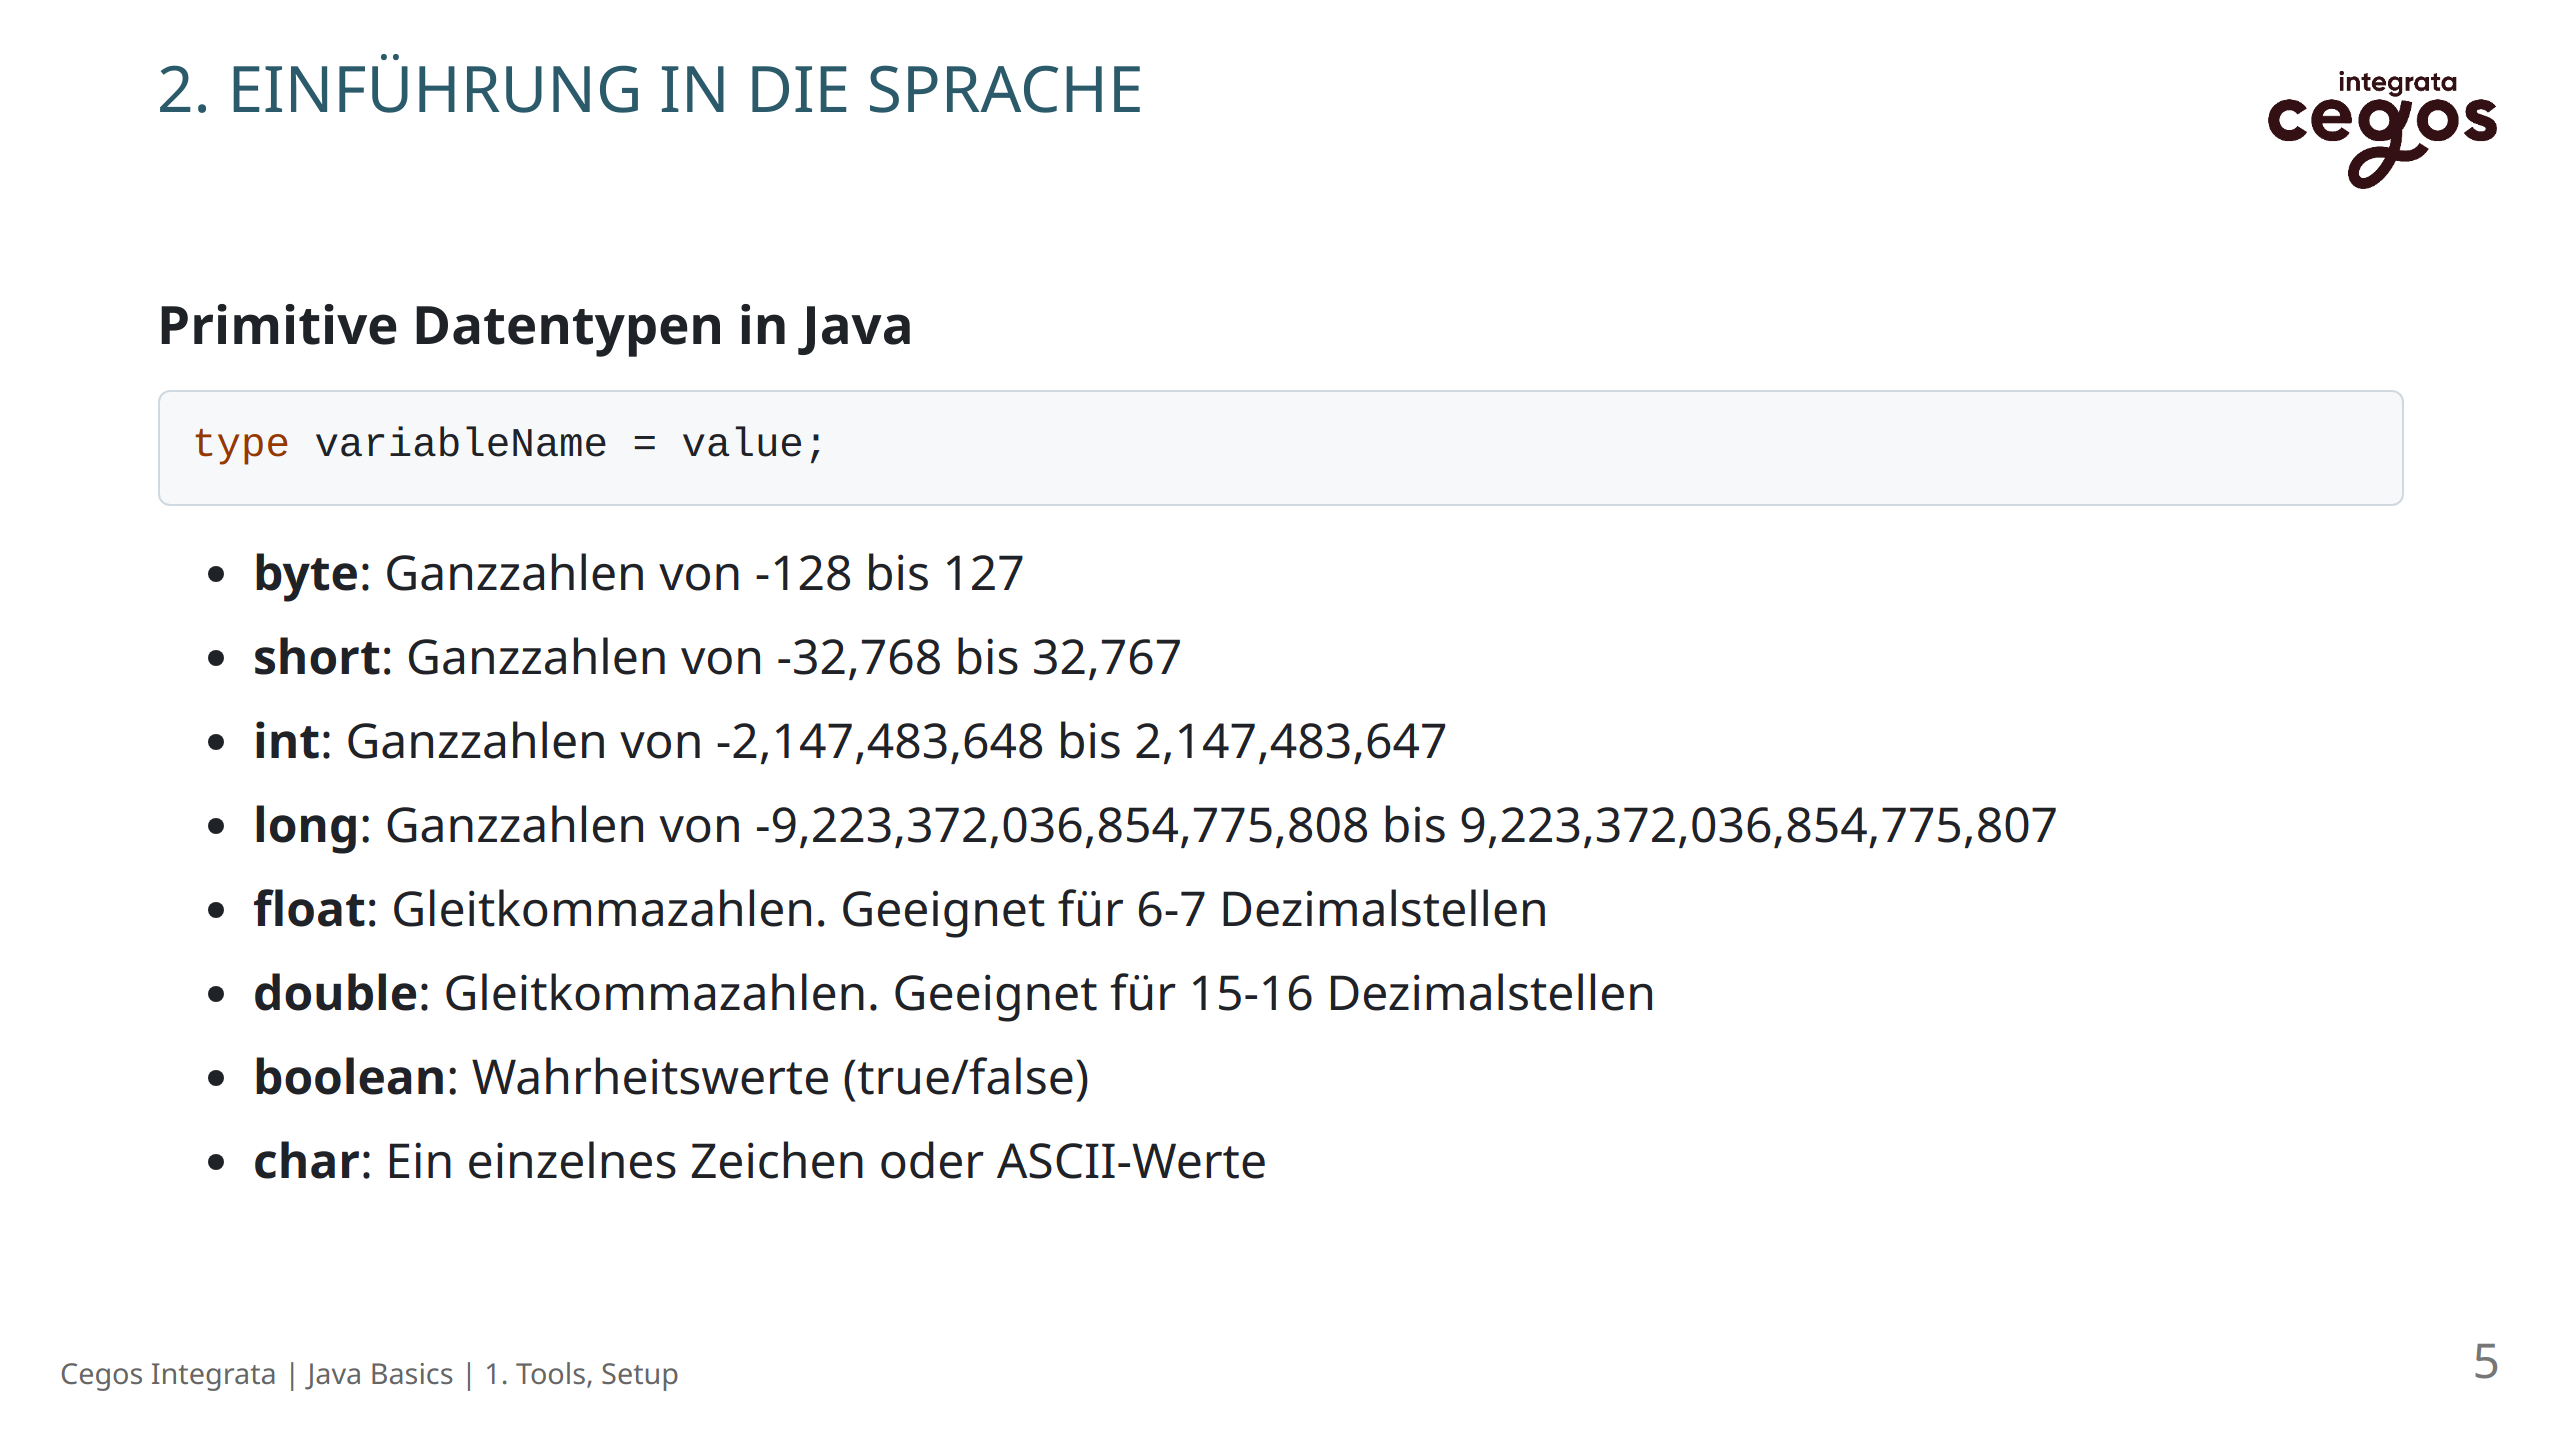 2. EINFÜHRUNG IN DIE SPRACHE
integrata
cegos
Primitive Datentypen in Java
type variableName = value;
• byte: Ganzzahlen von -128 bis 127
• short: Ganzzahlen von -32,768 bis 32,767
• int: Ganzzahlen von -2,147,483,648 bis 2,147,483,647
• long: Ganzzahlen von -9,223,372,036,854,775,808 bis 9,223,372,036,854,775,807
• float: Gleitkommazahlen. Geeignet für 6-7 Dezimalstellen
• double: Gleitkommazahlen. Geeignet für 15-16 Dezimalstellen
• boolean: Wahrheitswerte (true/false)
• char: Ein einzelnes Zeichen oder ASCII-Werte
Cegos Integrata | Java Basics | 1. Tools, Setup
5